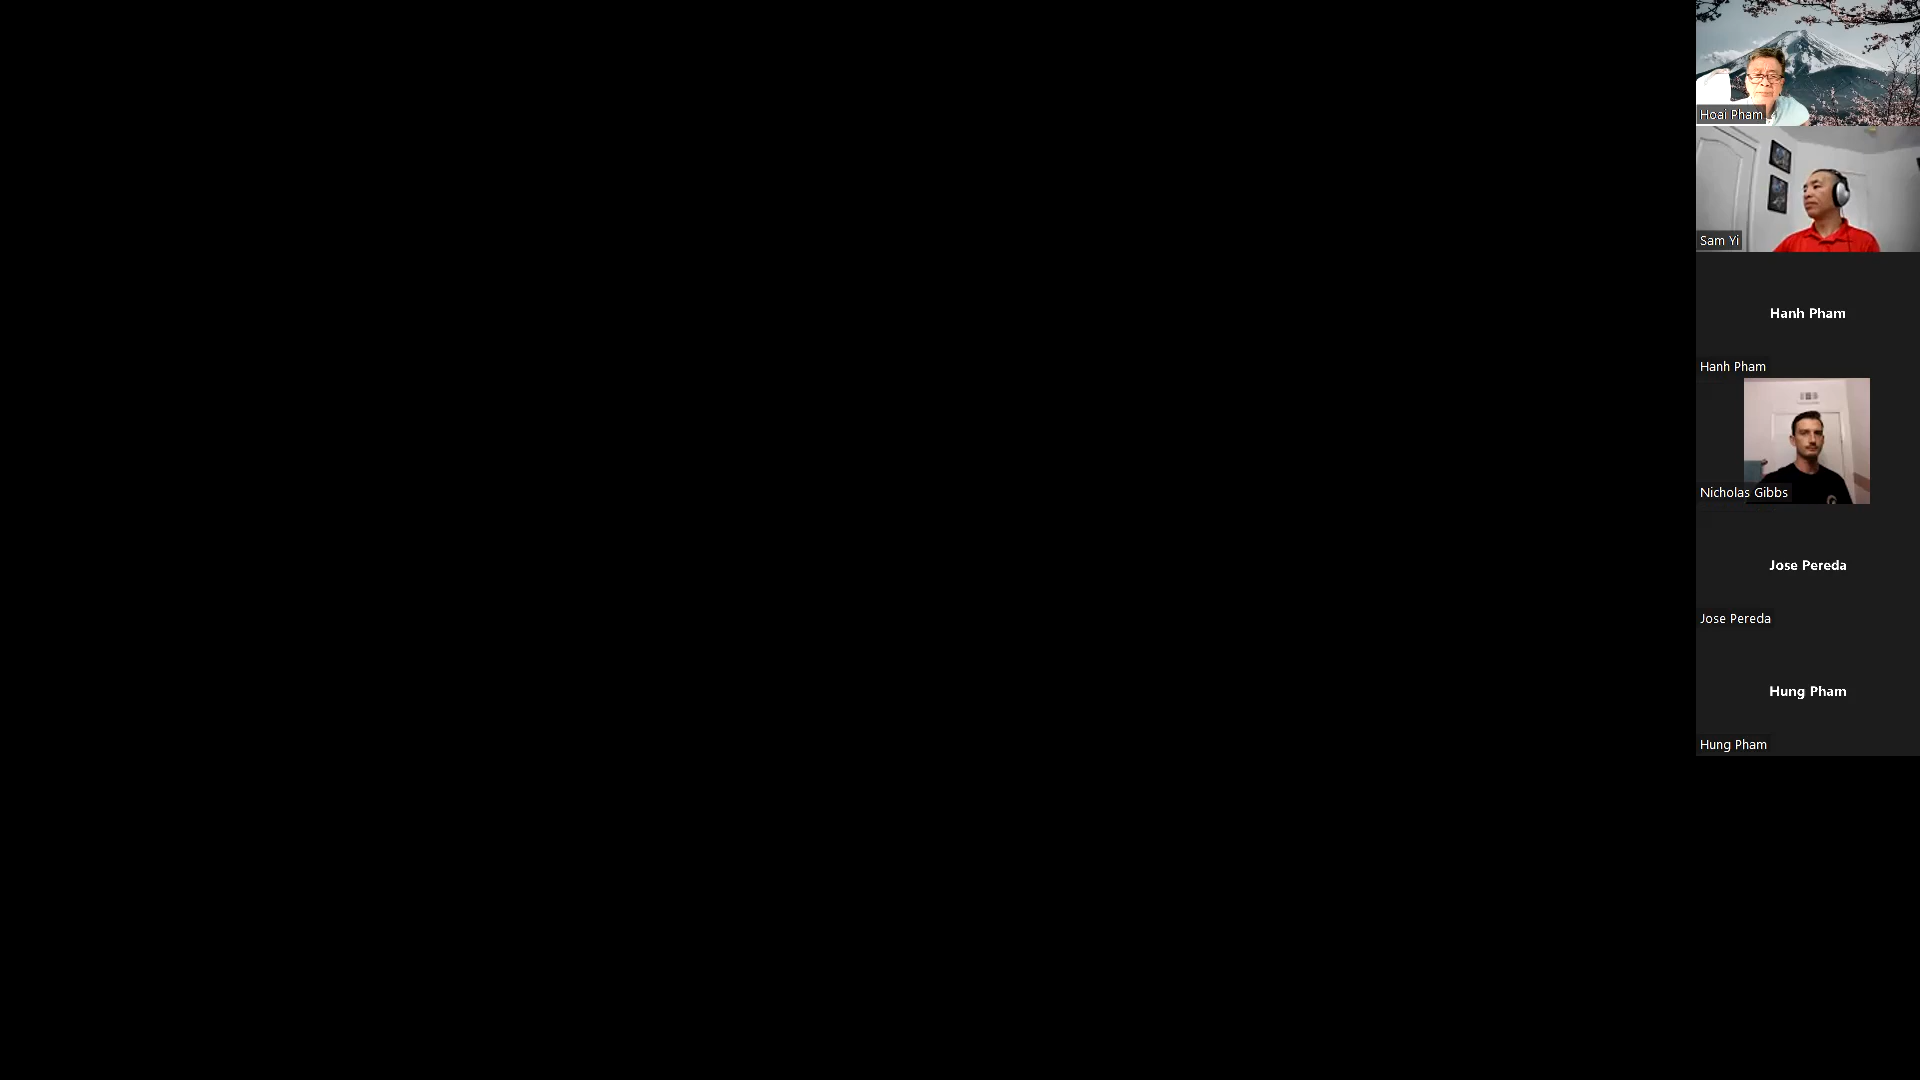 Hoai Pham
Sam Yi
Hanh Pham
Hanh Pham
Nicholas Gibbs
Jose Pereda
Jose Pereda
Hung Pham
Hung Pham